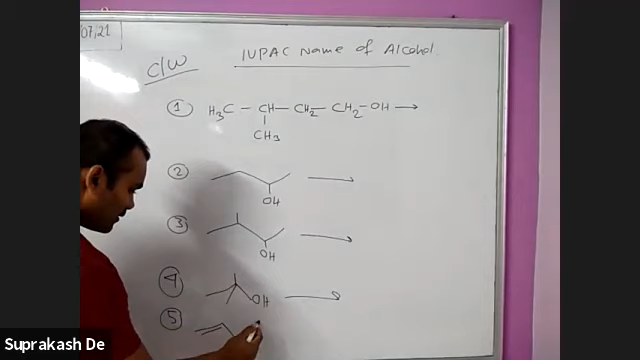 /07/21
C/W
IUPAC Name of Alcohol.
① H₃C – CH – CH₂ – CH₂ – OH →
CH₃
② →
OH
③ →
OH
④ OH →
⑤
Suprakash De